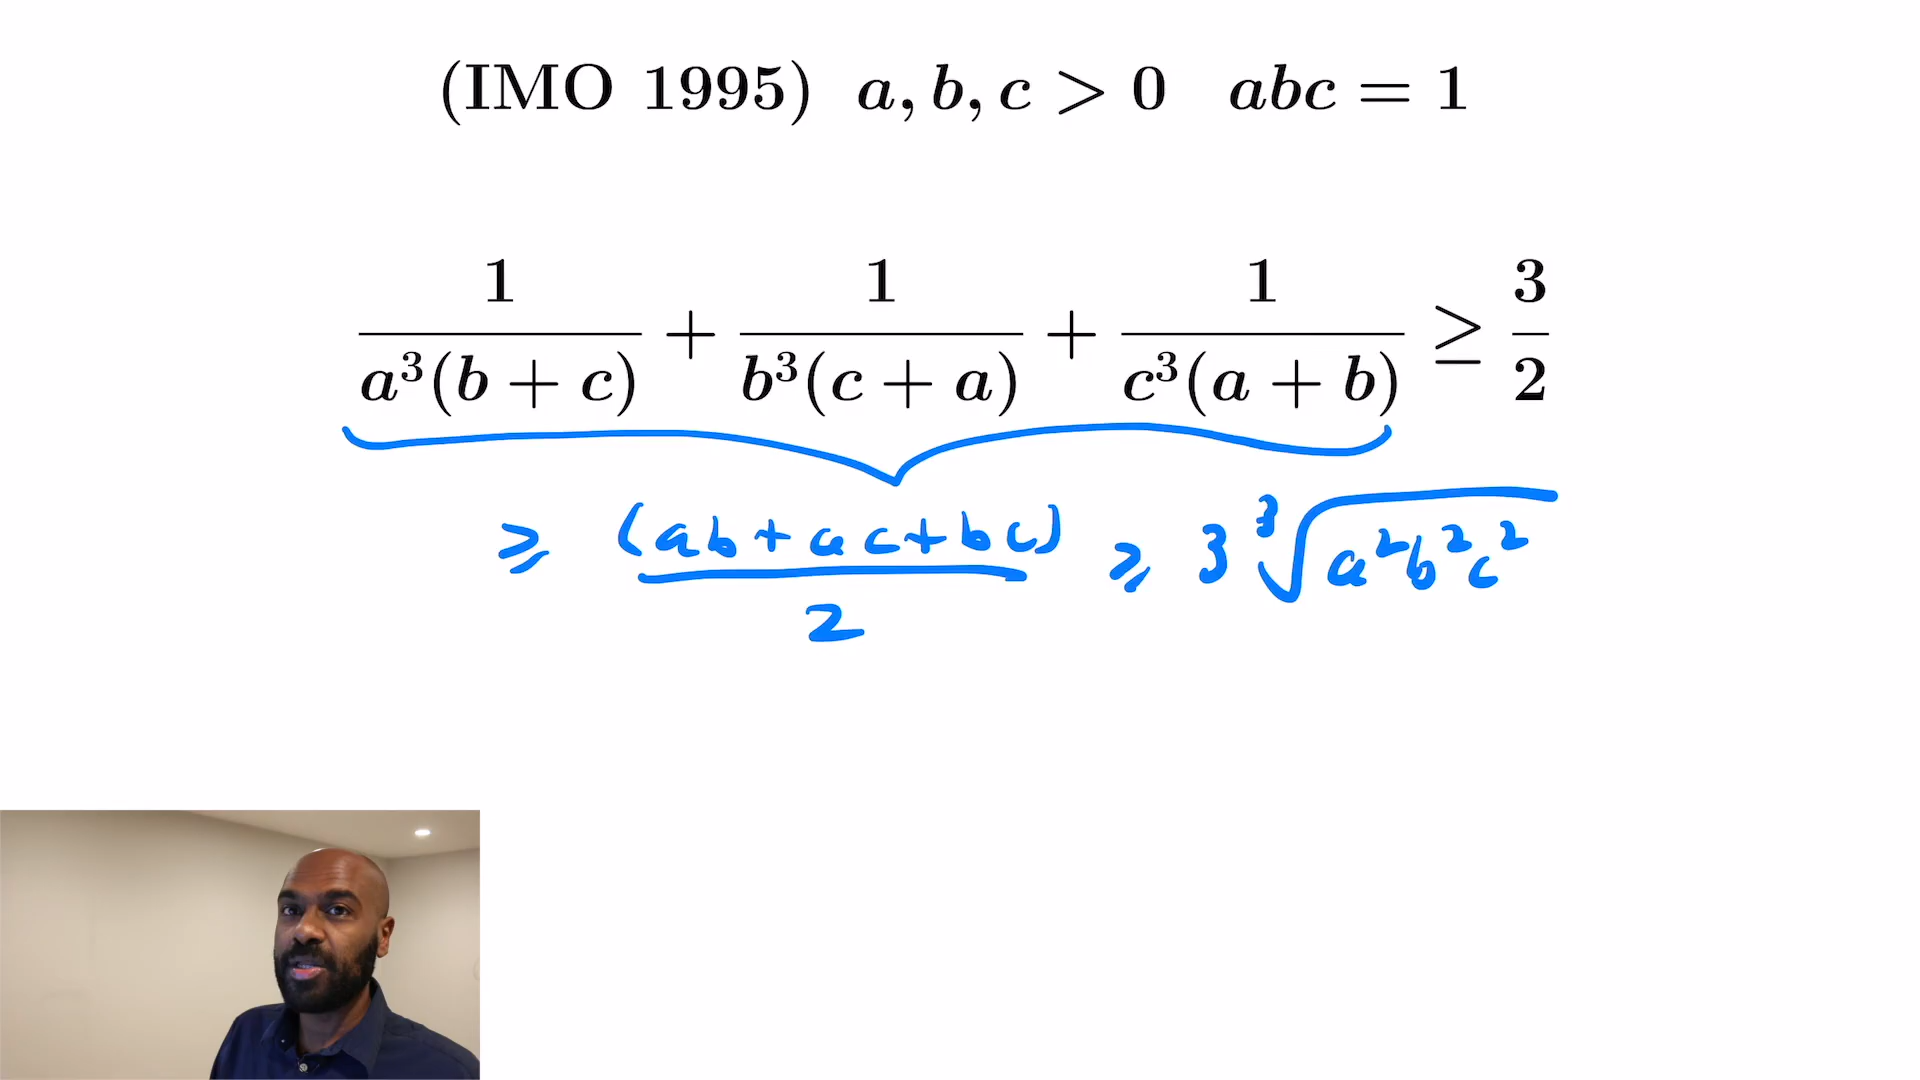 (IMO 1995) a, b, c > 0 abc = 1
1/(a³(b + c)) + 1/(b³(c + a)) + 1/(c³(a + b)) ≥ 3/2
≥ (ab+ac+bc)/2 ≥ 3∛(a²b²c²)